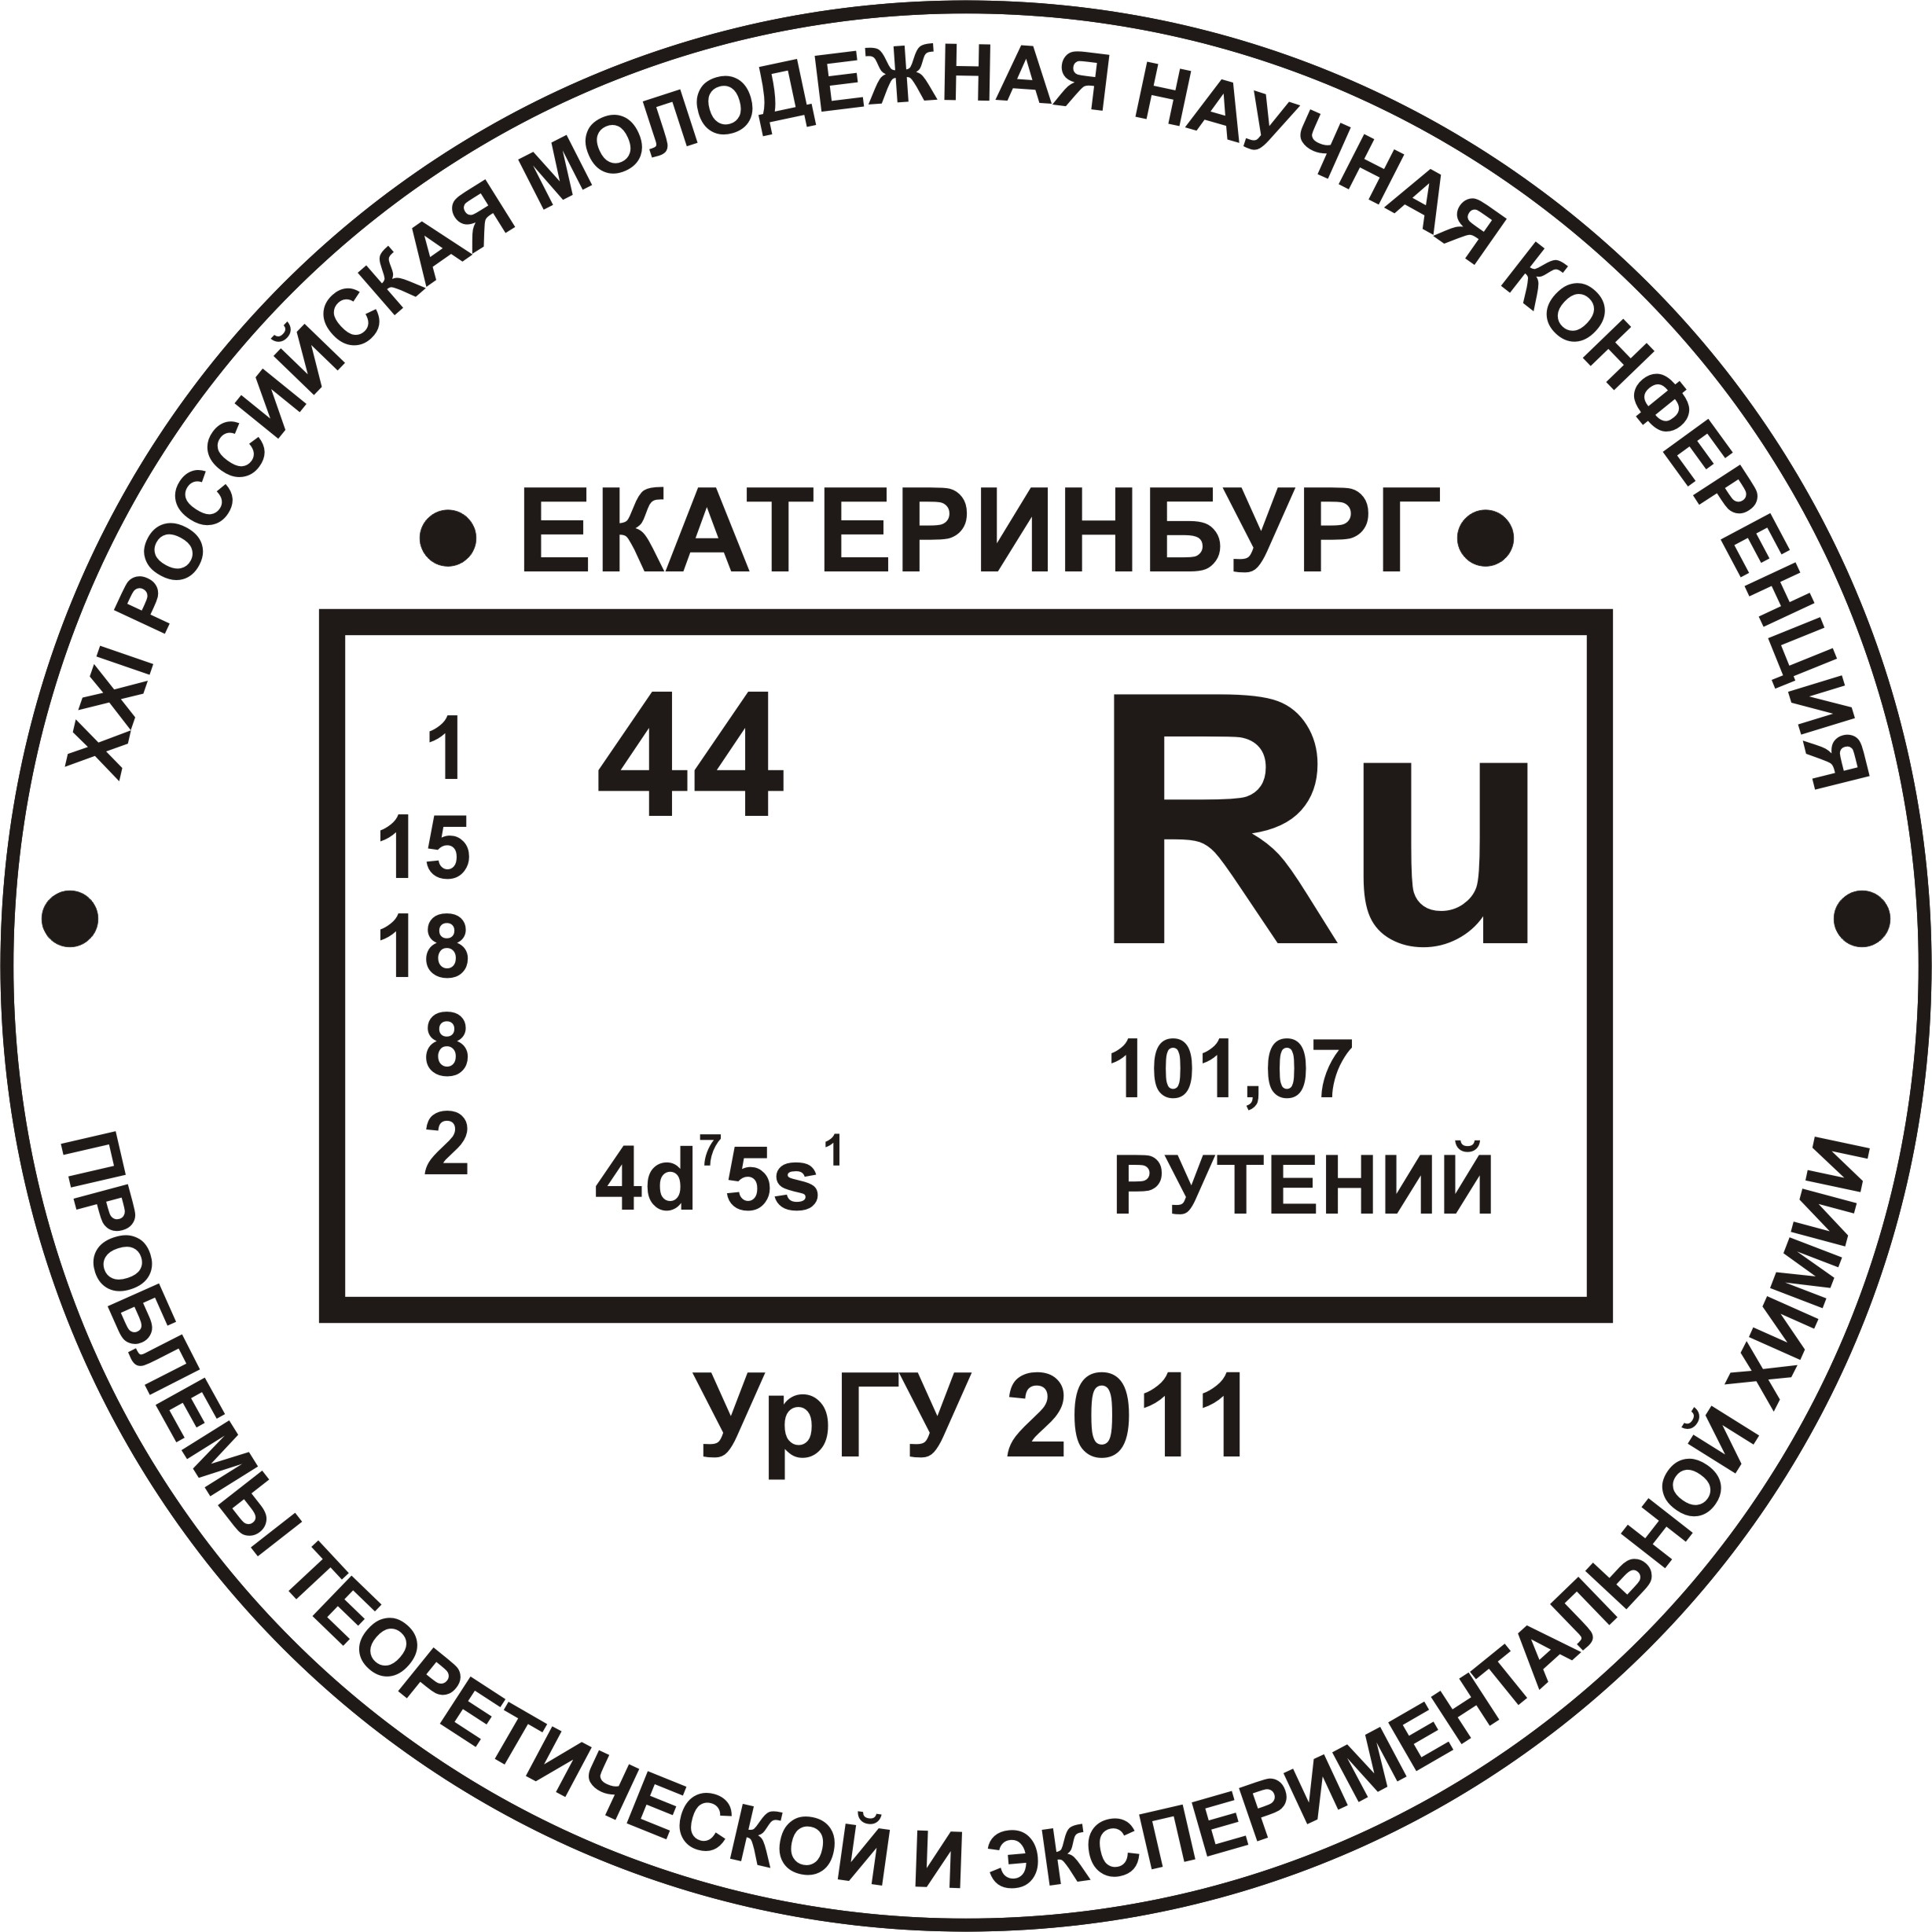 XXI РОССИЙСКАЯ МОЛОДЕЖНАЯ НАУЧНАЯ КОНФЕРЕНЦИЯ
ЕКАТЕРИНБУРГ
1
15
18
8
2
44
Ru
101,07
4d⁷5s¹
РУТЕНИЙ
УрГУ 2011
ПРОБЛЕМЫ ТЕОРЕТИЧЕСКОЙ И ЭКСПЕРИМЕНТАЛЬНОЙ ХИМИИ